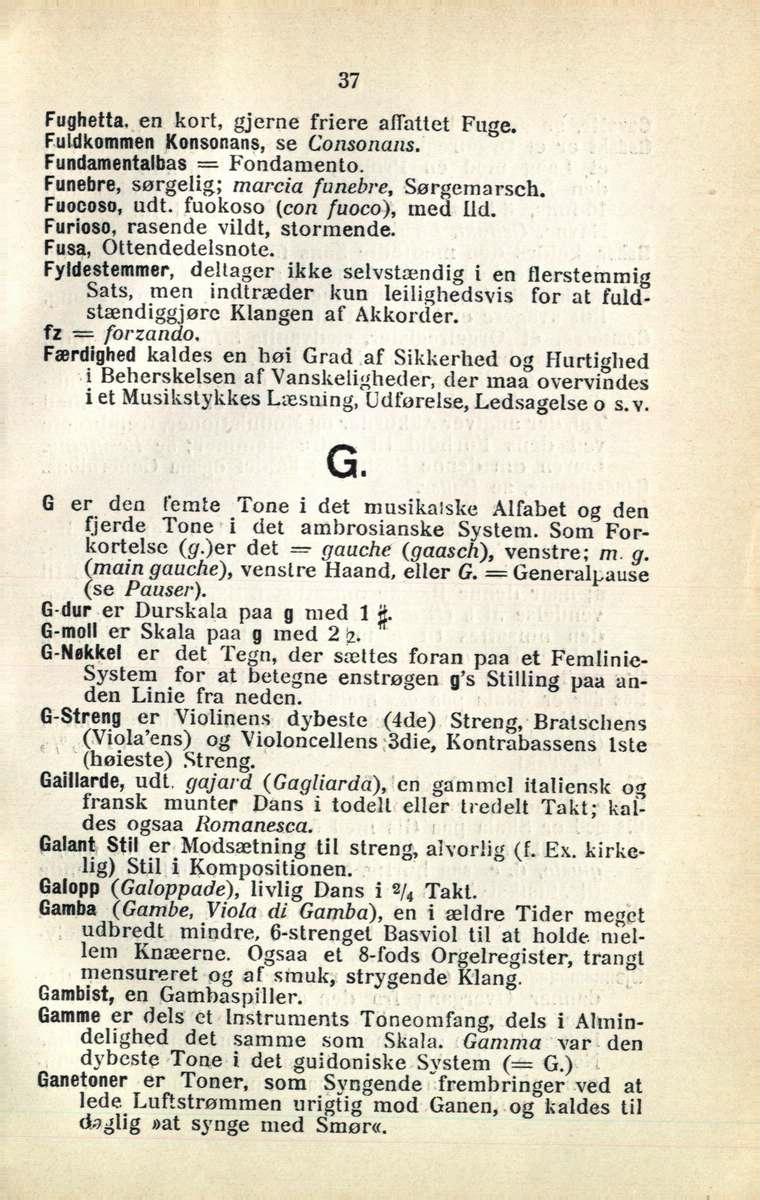 37
Fughetta, en kort, gjerne friere affattet Fuge.
Fuldkommen Konsonans, se Consonans.
Fundamentalbas = Fondamento.
Funebre, sørgelig; marcia funebre, Sørgemarsch.
Fuocoso, udt. fuokoso (con fuoco), med Ild.
Furioso, rasende vildt, stormende.
Fusa, Ottendedelsnote.
Fyldestemmer, deltager ikke selvstændig i en flerstemmig
Sats, men indtræder kun leilighedsvis for at fuld-
stændiggjøre Klangen af Akkorder.
fz = forzando.
Færdighed kaldes en høi Grad af Sikkerhed og Hurtighed
i Beherskelsen af Vanskeligheder, der maa overvindes
i et Musikstykkes Læsning, Udførelse, Ledsagelse o s. v.
G.
G er den femte Tone i det musikalske Alfabet og den
fjerde Tone i det ambrosianske System. Som For-
kortelse (g.)er det = gauche (gaasch), venstre; m. g.
(main gauche), venstre Haand, eller G. = Generalpause
(se Pauser).
G-dur er Durskala paa g med 1 ♯.
G-moll er Skala paa g med 2 ♭.
G-Nøkkel er det Tegn, der sættes foran paa et Femlinie-
System for at betegne enstrøgen g's Stilling paa an-
den Linie fra neden.
G-Streng er Violinens dybeste (4de) Streng, Bratschens
(Viola'ens) og Violoncellens 3die, Kontrabassens 1ste
(høieste) Streng.
Gaillarde, udt. gajard (Gagliarda), en gammel italiensk og
fransk munter Dans i todelt eller tredelt Takt; kal-
des ogsaa Romanesca.
Galant Stil er Modsætning til streng, alvorlig (f. Ex. kirke-
lig) Stil i Kompositionen.
Galopp (Galoppade), livlig Dans i 2/4 Takt.
Gamba (Gambe, Viola di Gamba), en i ældre Tider meget
udbredt mindre, 6-strenget Basviol til at holde mel-
lem Knæerne. Ogsaa et 8-fods Orgelregister, trangt
mensureret og af smuk, strygende Klang.
Gambist, en Gambaspiller.
Gamme er dels et Instruments Toneomfang, dels i Almin-
delighed det samme som Skala. Gamma var den
dybeste Tone i det guidoniske System (= G.)
Ganetoner er Toner, som Syngende frembringer ved at
lede Luftstrømmen urigtig mod Ganen, og kaldes til
daglig »at synge med Smør«.